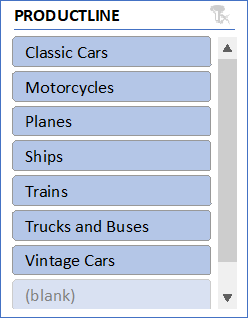 PRODUCTLINE
Classic Cars
Motorcycles
Planes
Ships
Trains
Trucks and Buses
Vintage Cars
(blank)